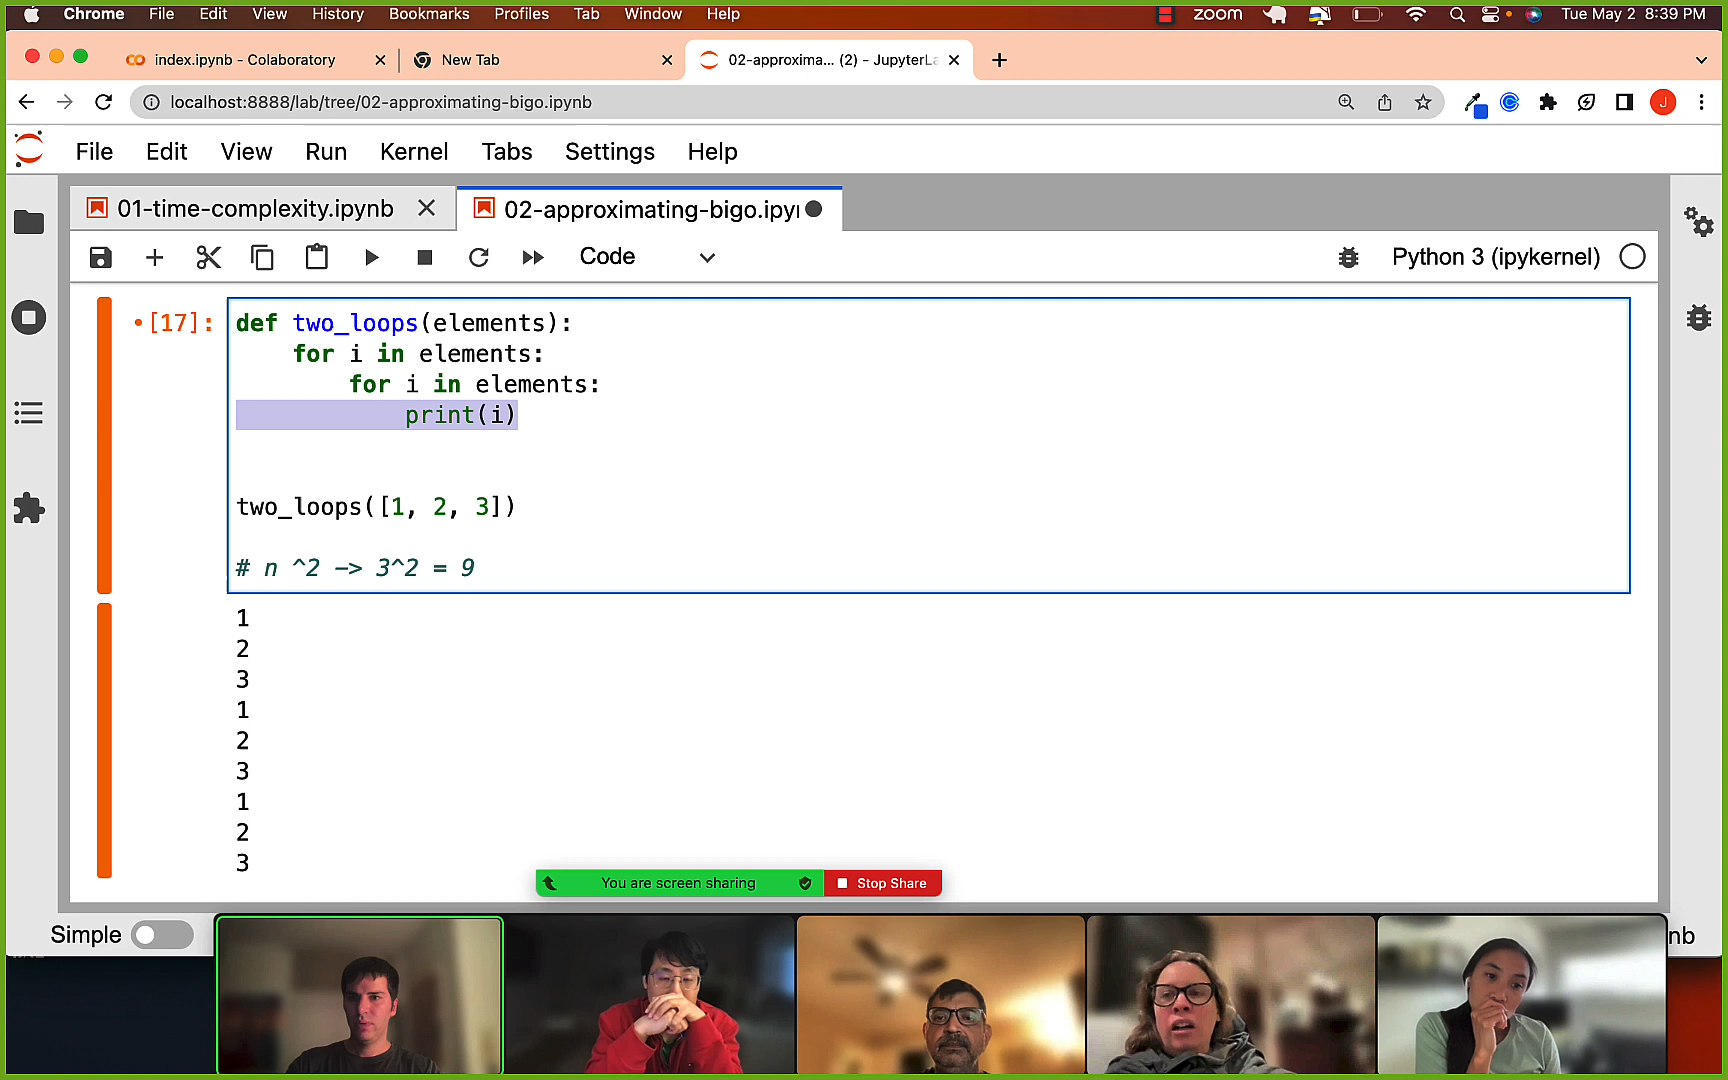 Chrome File Edit View History Bookmarks Profiles Tab Window Help zoom Tue May 2 8:39 PM
index.ipynb - Colaboratory New Tab 02-approxima... (2) - JupyterLa
localhost:8888/lab/tree/02-approximating-bigo.ipynb J
File Edit View Run Kernel Tabs Settings Help
01-time-complexity.ipynb 02-approximating-bigo.ipy
Code Python 3 (ipykernel)
[17]: def two_loops(elements):
for i in elements:
for i in elements:
print(i)
two_loops([1, 2, 3])
# n ^2 -> 3^2 = 9
1
2
3
1
2
3
1
2
3
You are screen sharing Stop Share
Simple nb